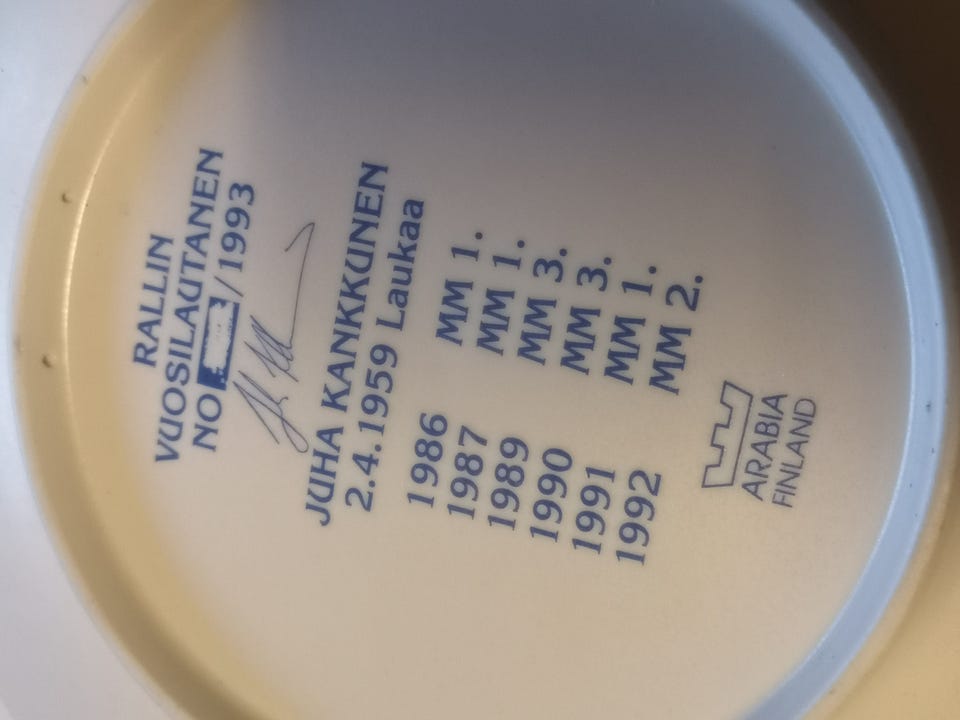 RALLIN
VUOSILAUTANEN
NO /1993
JUHA KANKKUNEN
2.4.1959 Laukaa
1986 MM 1.
1987 MM 1.
1989 MM 3.
1990 MM 3.
1991 MM 1.
1992 MM 2.
ARABIA
FINLAND